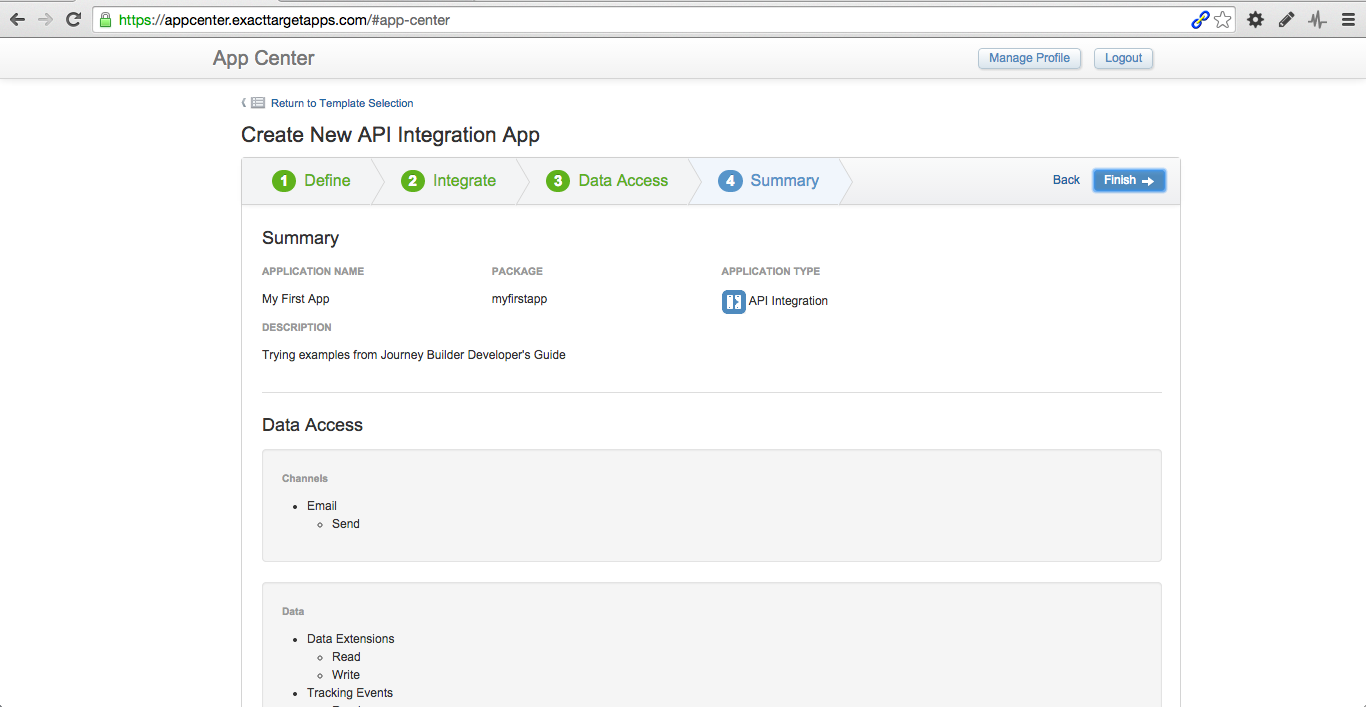 https://appcenter.exacttargetapps.com/#app-center
App Center
Manage Profile
Logout
Return to Template Selection
Create New API Integration App
1 Define
2 Integrate
3 Data Access
4 Summary
Back
Finish
Summary
APPLICATION NAME
PACKAGE
APPLICATION TYPE
My First App
myfirstapp
API Integration
DESCRIPTION
Trying examples from Journey Builder Developer's Guide
Data Access
Channels
Email
Send
Data
Data Extensions
Read
Write
Tracking Events